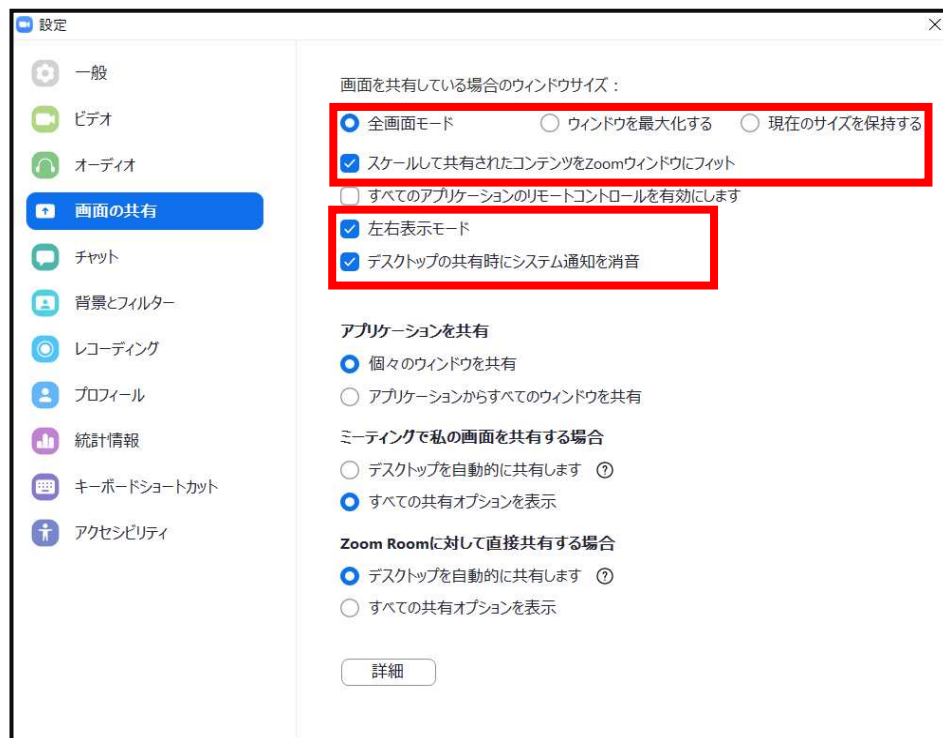 設定
一般
ビデオ
オーディオ
画面の共有
チャット
背景とフィルター
レコーディング
プロフィール
統計情報
キーボードショートカット
アクセシビリティ
画面を共有している場合のウィンドウサイズ：
全画面モード ウィンドウを最大化する 現在のサイズを保持する
スケールして共有されたコンテンツをZoomウィンドウにフィット
すべてのアプリケーションのリモートコントロールを有効にします
左右表示モード
デスクトップの共有時にシステム通知を消音
アプリケーションを共有
個々のウィンドウを共有
アプリケーションからすべてのウィンドウを共有
ミーティングで私の画面を共有する場合
デスクトップを自動的に共有します ?
すべての共有オプションを表示
Zoom Roomに対して直接共有する場合
デスクトップを自動的に共有します ?
すべての共有オプションを表示
詳細